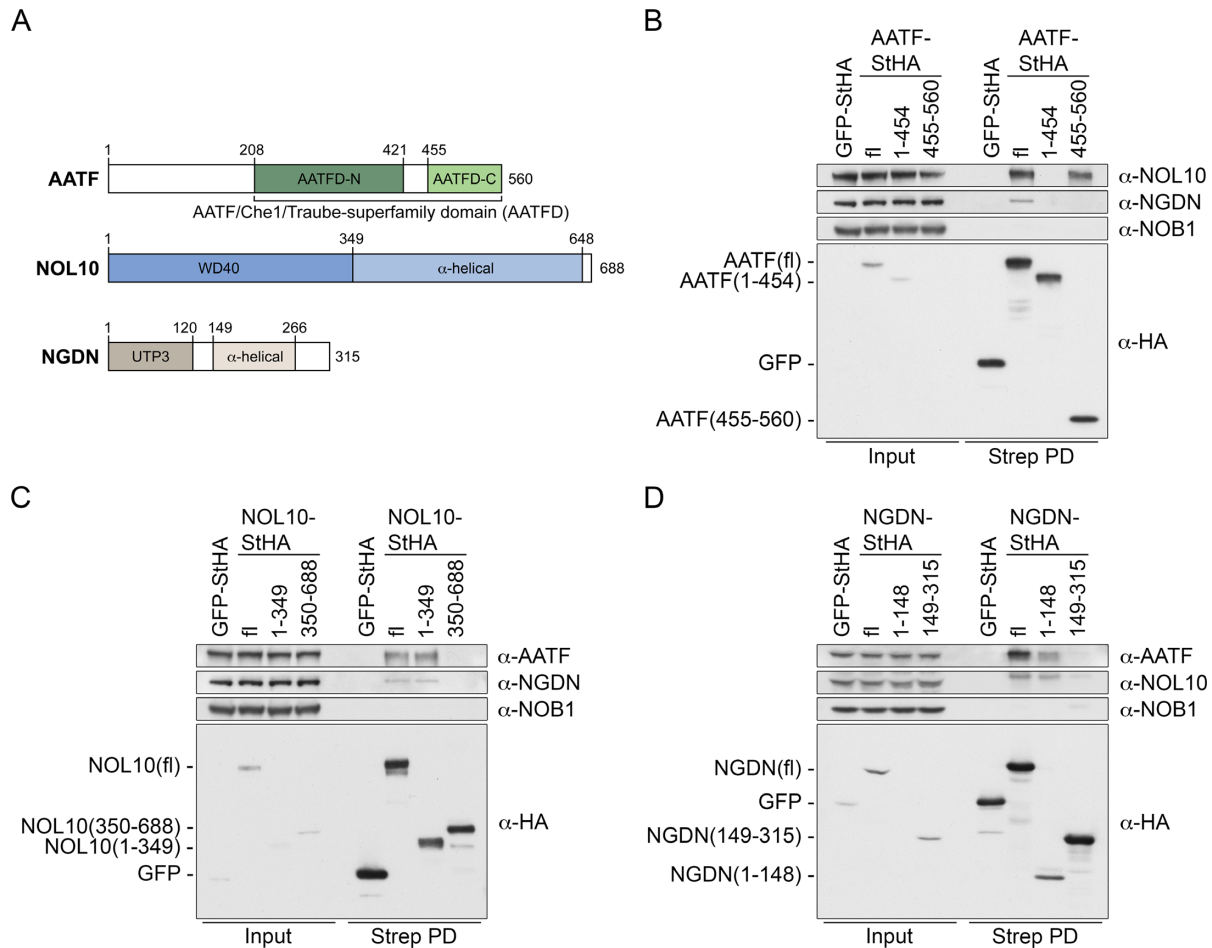 A
1 208 421 455
AATF AATFD-N AATFD-C 560
AATF/Che1/Traube-superfamily domain (AATFD)
1 349 648
NOL10 WD40 α-helical 688
1 120 149 266
NGDN UTP3 α-helical 315
B
AATF- AATF-
StHA StHA
GFP-StHA fl 1-454 455-560 GFP-StHA fl 1-454 455-560
α-NOL10
α-NGDN
α-NOB1
AATF(fl) -
AATF(1-454) -
α-HA
GFP -
AATF(455-560) -
Input Strep PD
C
NOL10- NOL10-
StHA StHA
GFP-StHA fl 1-349 350-688 GFP-StHA fl 1-349 350-688
α-AATF
α-NGDN
α-NOB1
NOL10(fl) -
NOL10(350-688) -
α-HA
NOL10(1-349) -
GFP -
Input Strep PD
D
NGDN- NGDN-
StHA StHA
GFP-StHA fl 1-148 149-315 GFP-StHA fl 1-148 149-315
α-AATF
α-NOL10
α-NOB1
NGDN(fl) -
GFP -
α-HA
NGDN(149-315) -
NGDN(1-148) -
Input Strep PD